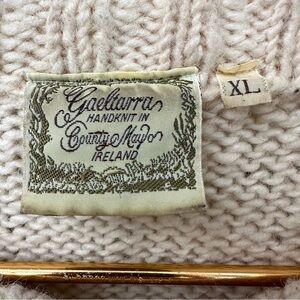 Gaeltarra
HANDKNIT IN
County Mayo
IRELAND
XL